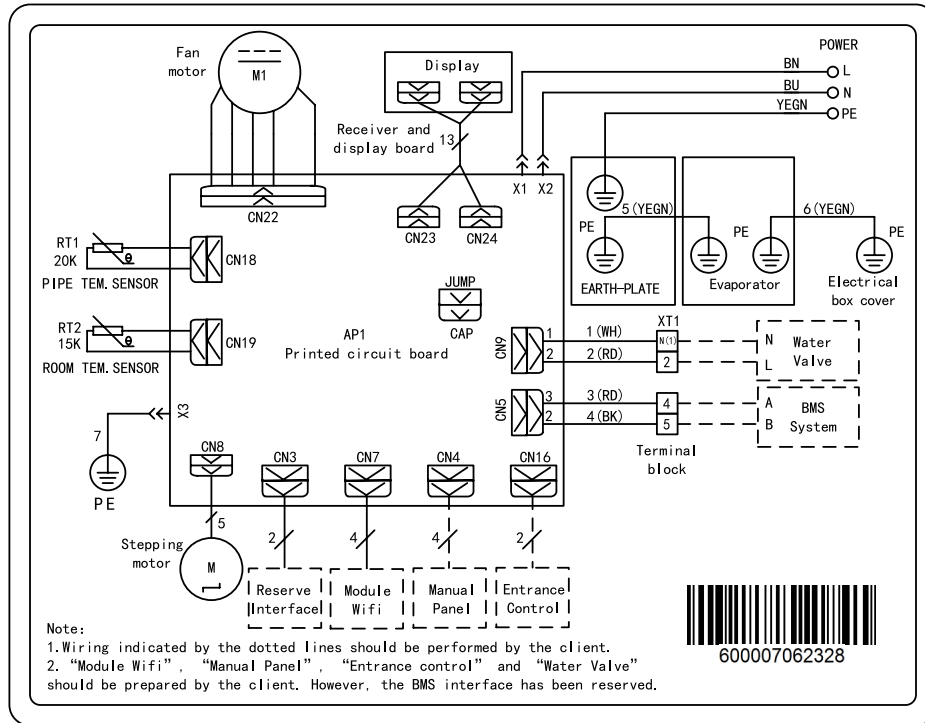 POWER
Fan
motor
M1
Display
BN
L
BU
N
YEGN
PE
Receiver and
display board
13
X1 X2
CN22
CN23
CN24
PE
5(YEGN)
PE
6(YEGN)
PE
EARTH-PLATE
Evaporator
Electrical
box cover
RT1
20K
θ
CN18
PIPE TEM. SENSOR
JUMP
CAP
RT2
15K
θ
CN19
ROOM TEM. SENSOR
AP1
Printed circuit board
CN9
1
2
1(WH)
2(RD)
XT1
N(1)
2
N
L
Water
Valve
CN5
3
2
3(RD)
4(BK)
4
5
A
B
BMS
System
Terminal
block
X3
7
PE
CN8
CN3
CN7
CN4
CN16
5
2
4
4
2
Stepping
motor
M
Reserve
Interface
Module
Wifi
Manual
Panel
Entrance
Control
Note:
1.Wiring indicated by the dotted lines should be performed by the client.
2. “Module Wifi”, “Manual Panel”, “Entrance control” and “Water Valve”
should be prepared by the client. However, the BMS interface has been reserved.
600007062328